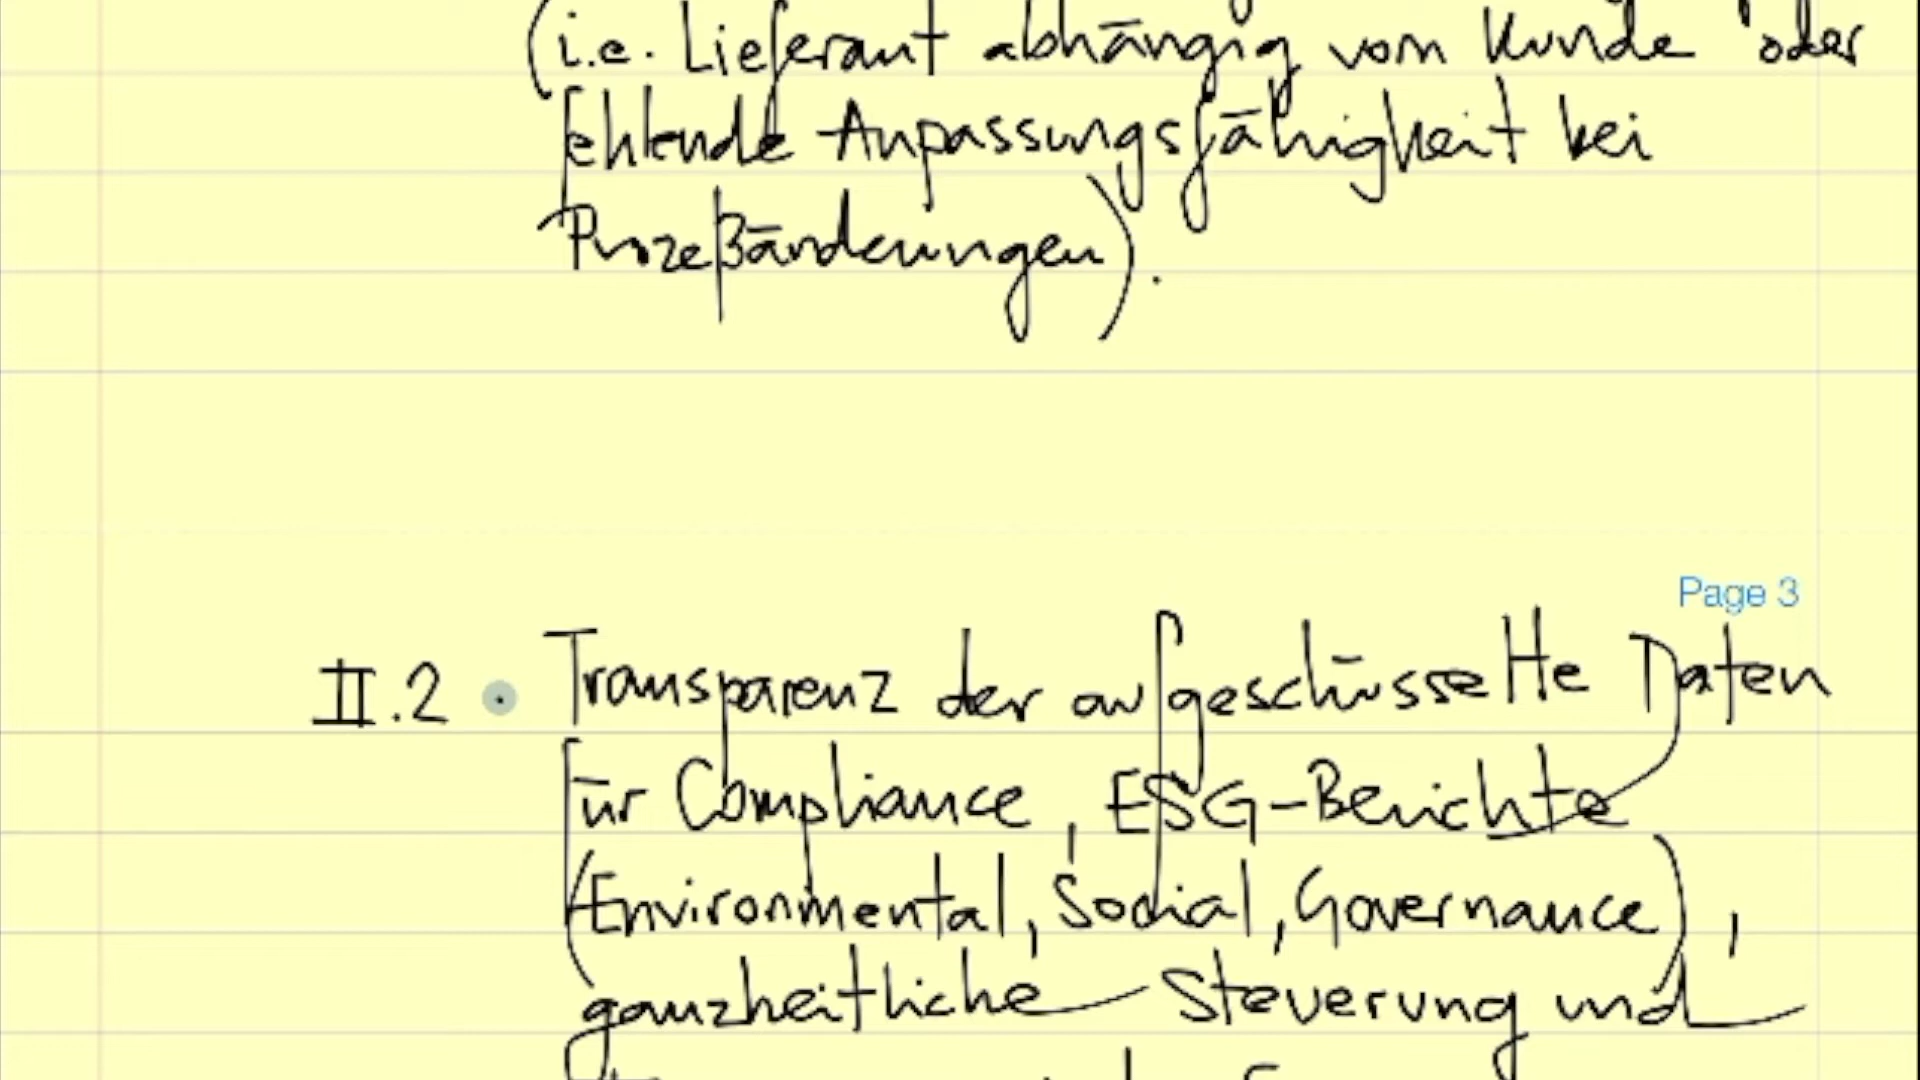 (i.e. Lieferant abhängig vom Kunde oder
fehlende Anpassungsfähigkeit bei
Prozeßänderungen).
Page 3
II.2 · Transparenz der aufgeschlüsselte Daten
für Compliance, ESG-Berichte
(Environmental, Social, Governance),
ganzheitliche Steuerung und